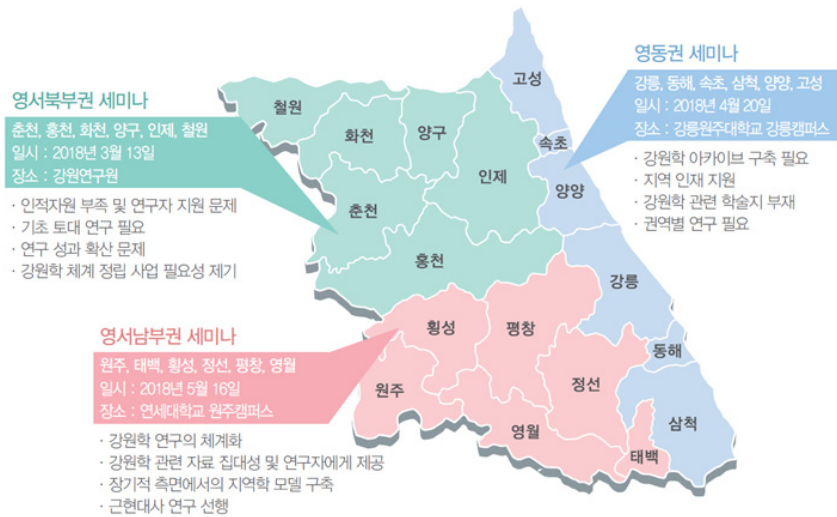 영서북부권 세미나
춘천, 홍천, 화천, 양구, 인제, 철원
일시 : 2018년 3월 13일
장소 : 강원연구원
· 인적자원 부족 및 연구자 지원 문제
· 기초 토대 연구 필요
· 연구 성과 확산 문제
· 강원학 체계 정립 사업 필요성 제기
영동권 세미나
강릉, 동해, 속초, 삼척, 양양, 고성
일시 : 2018년 4월 20일
장소 : 강릉원주대학교 강릉캠퍼스
· 강원학 아카이브 구축 필요
· 지역 인재 지원
· 강원학 관련 학술지 부재
· 권역별 연구 필요
영서남부권 세미나
원주, 태백, 횡성, 정선, 평창, 영월
일시 : 2018년 5월 16일
장소 : 연세대학교 원주캠퍼스
· 강원학 연구의 체계화
· 강원학 관련 자료 집대성 및 연구자에게 제공
· 장기적 측면에서의 지역학 모델 구축
· 근현대사 연구 선행
고성
철원
화천
양구
속초
인제
양양
춘천
홍천
강릉
횡성
평창
동해
원주
정선
삼척
영월
태백